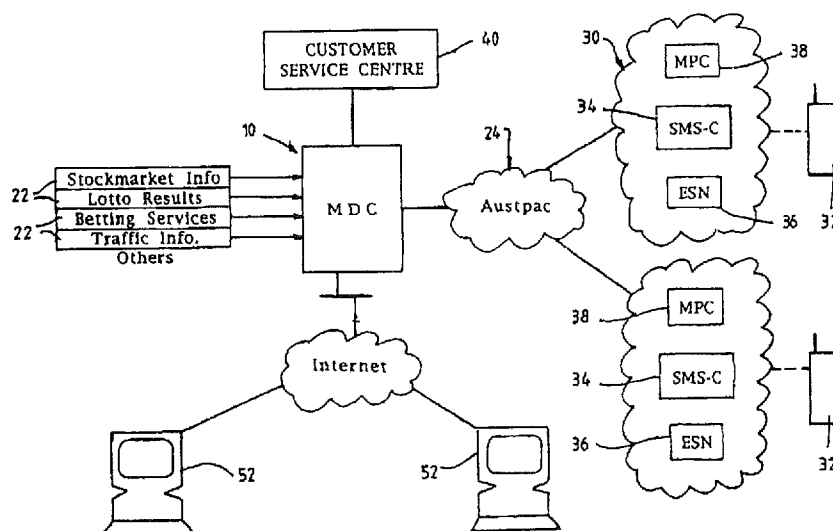 CUSTOMER
SERVICE CENTRE
40
30
MPC
38
34
SMS-C
10
24
22
Stockmarket Info
Lotto Results
22
Betting Services
Traffic Info,
Others
MDC
Austpac
ESN
36
MPC
38
34
SMS-C
Internet
36
ESN
32
52
52